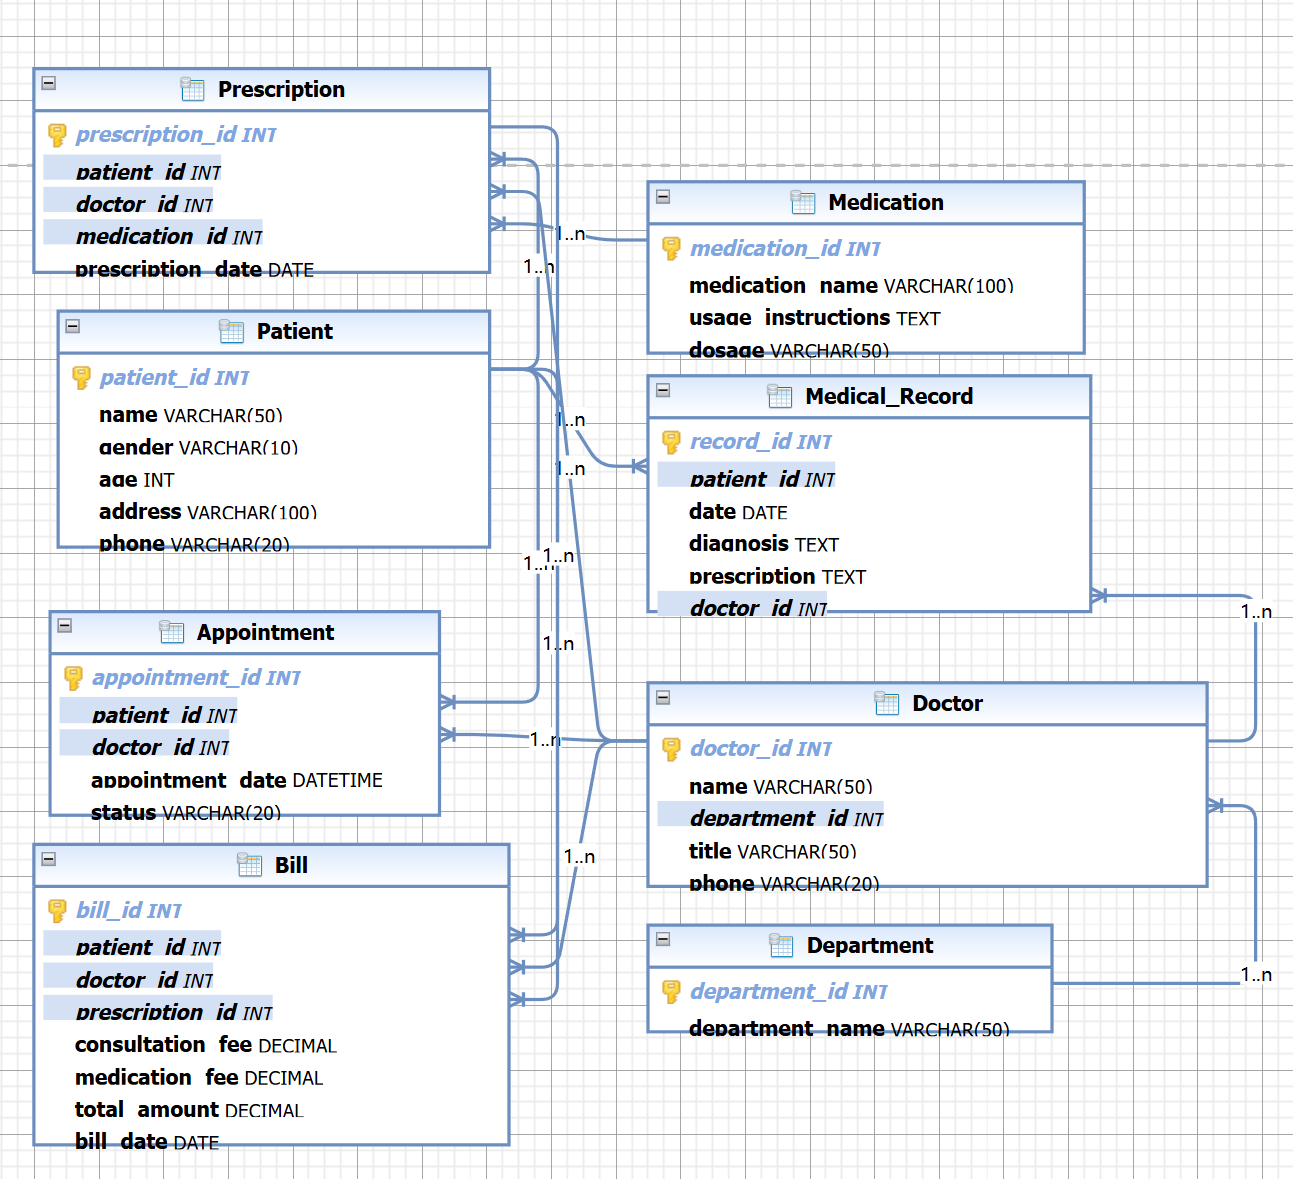 Prescription
prescription_id INT
patient_id INT
doctor_id INT
medication_id INT
prescription_date DATE
Patient
patient_id INT
name VARCHAR(50)
gender VARCHAR(10)
age INT
address VARCHAR(100)
phone VARCHAR(20)
Appointment
appointment_id INT
patient_id INT
doctor_id INT
appointment_date DATETIME
status VARCHAR(20)
Bill
bill_id INT
patient_id INT
doctor_id INT
prescription_id INT
consultation_fee DECIMAL
medication_fee DECIMAL
total_amount DECIMAL
bill_date DATE
1..n
1..n
1..n
1..n
1..n
1..n
1..n
1..n
1..n
Medication
medication_id INT
medication_name VARCHAR(100)
usage_instructions TEXT
dosage VARCHAR(50)
Medical_Record
record_id INT
patient_id INT
date DATE
diagnosis TEXT
prescription TEXT
doctor_id INT
1..n
Doctor
doctor_id INT
name VARCHAR(50)
department_id INT
title VARCHAR(50)
phone VARCHAR(20)
Department
department_id INT
department_name VARCHAR(50)
1..n